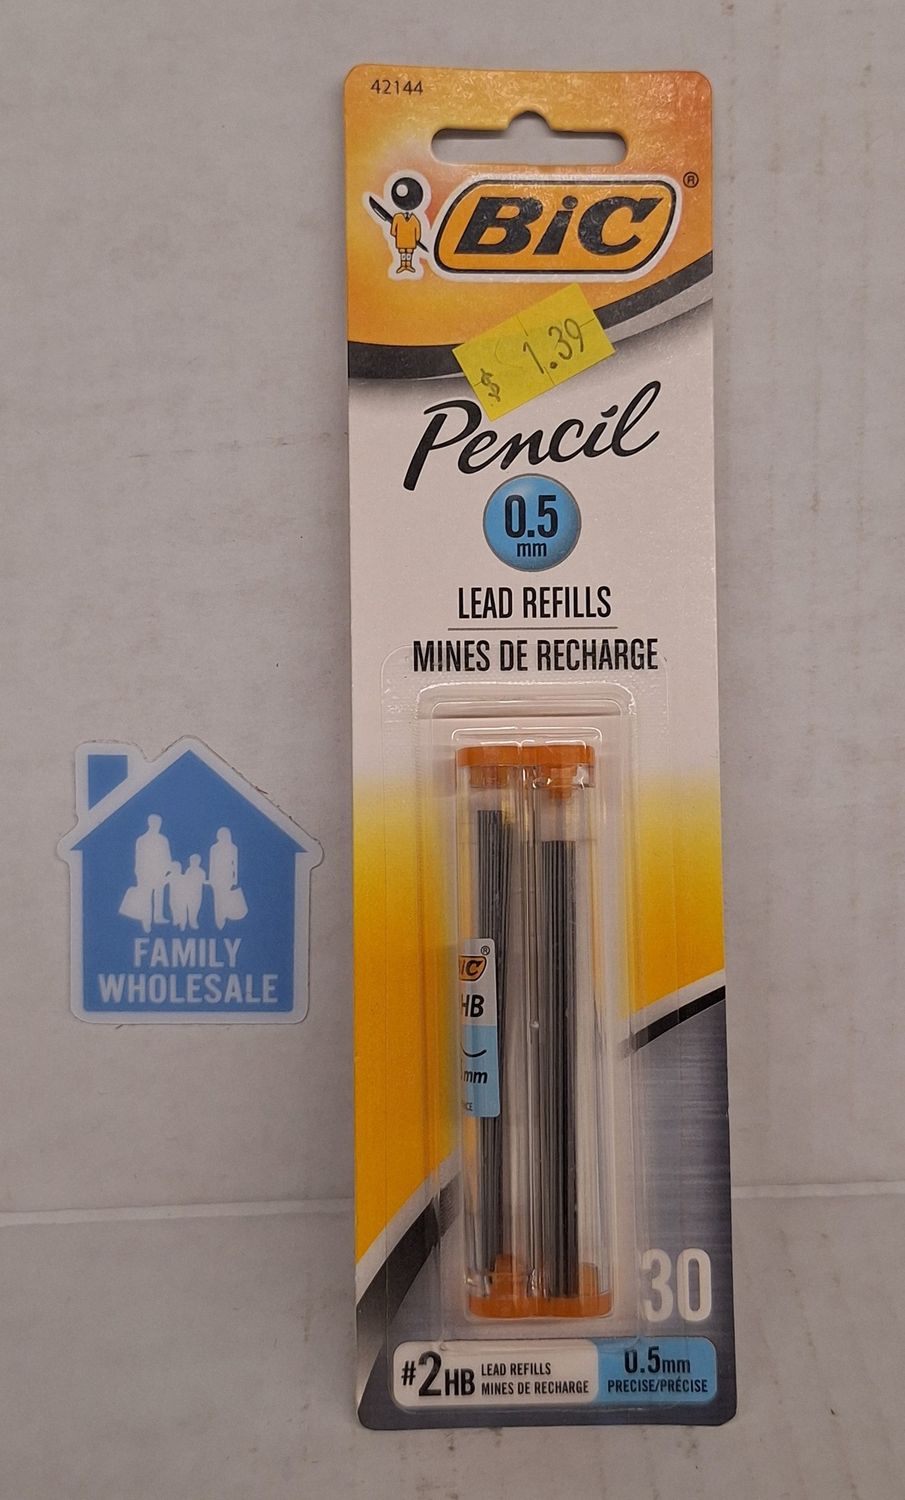 42144
BiC®
$ 1.39
Pencil
0.5
mm
LEAD REFILLS
MINES DE RECHARGE
FAMILY
WHOLESALE
iC®
HB
mm
30
#2HB LEAD REFILLS
MINES DE RECHARGE
0.5mm
PRECISE/PRÉCISE